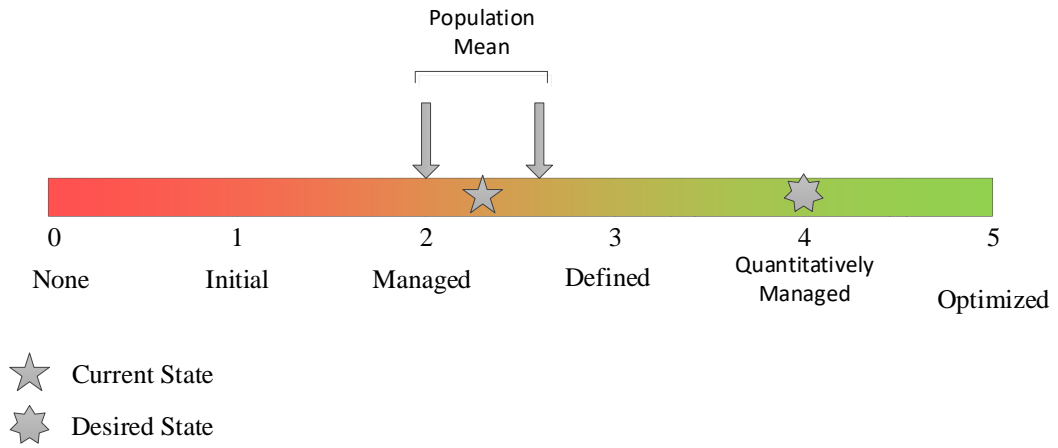 Population
Mean
0 1 2 3 4 5
None Initial Managed Defined Quantitatively
Managed
Optimized
Current State
Desired State